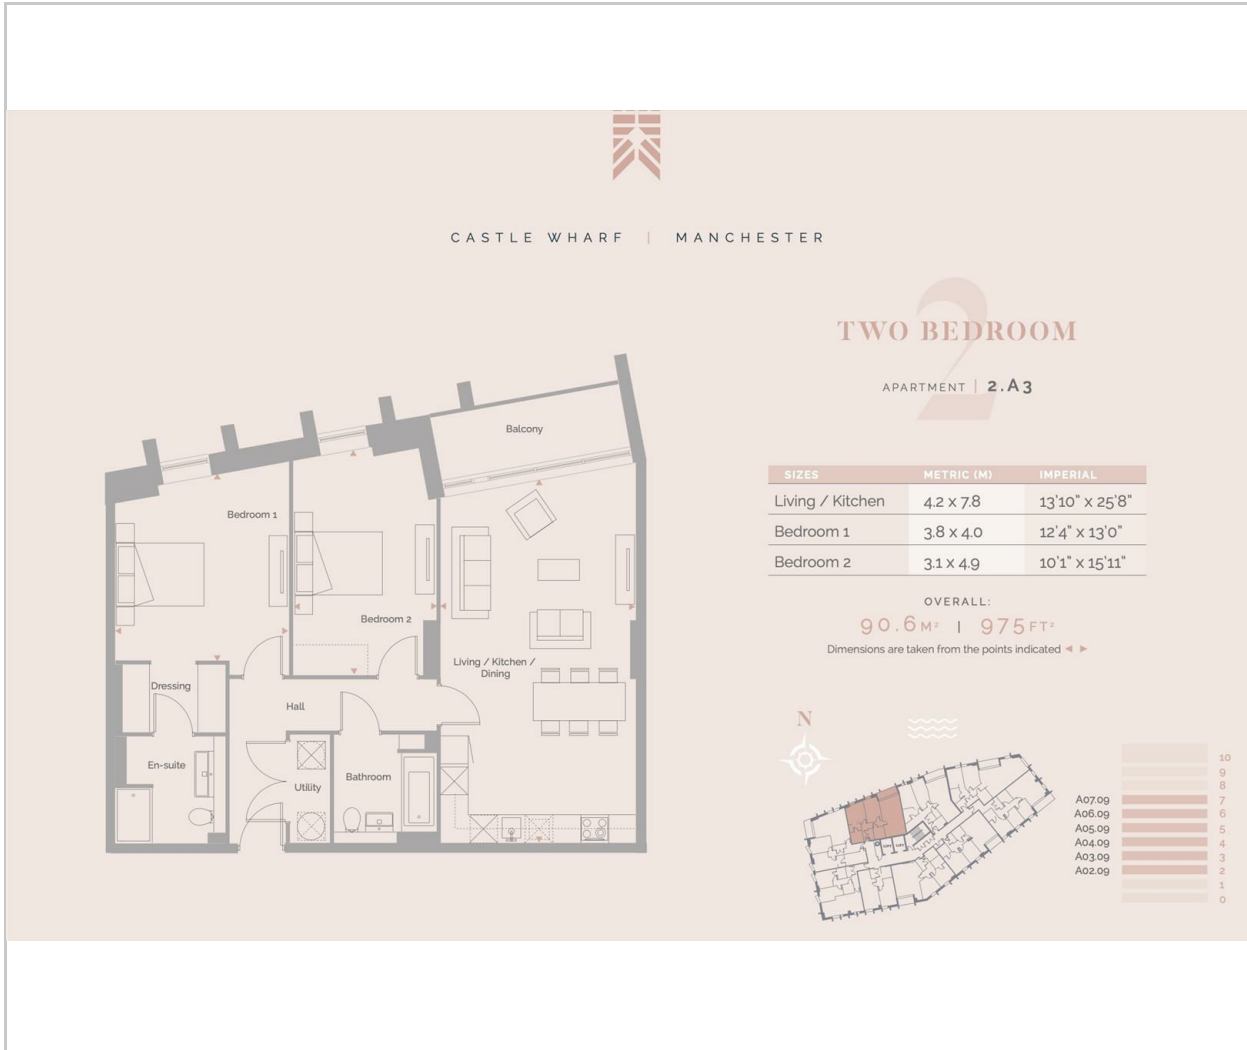 CASTLE WHARF | MANCHESTER
2
TWO BEDROOM
APARTMENT | 2.A3
SIZES METRIC (M) IMPERIAL
Living / Kitchen 4.2 x 7.8 13'10" x 25'8"
Bedroom 1 3.8 x 4.0 12'4" x 13'0"
Bedroom 2 3.1 x 4.9 10'1" x 15'11"
OVERALL:
90.6M² | 975FT²
Dimensions are taken from the points indicated
Balcony
Bedroom 1
Bedroom 2
Living / Kitchen /
Dining
Dressing
Hall
En-suite
Utility
Bathroom
N
10
9
8
A07.09 7
A06.09 6
A05.09 5
A04.09 4
A03.09 3
A02.09 2
1
0